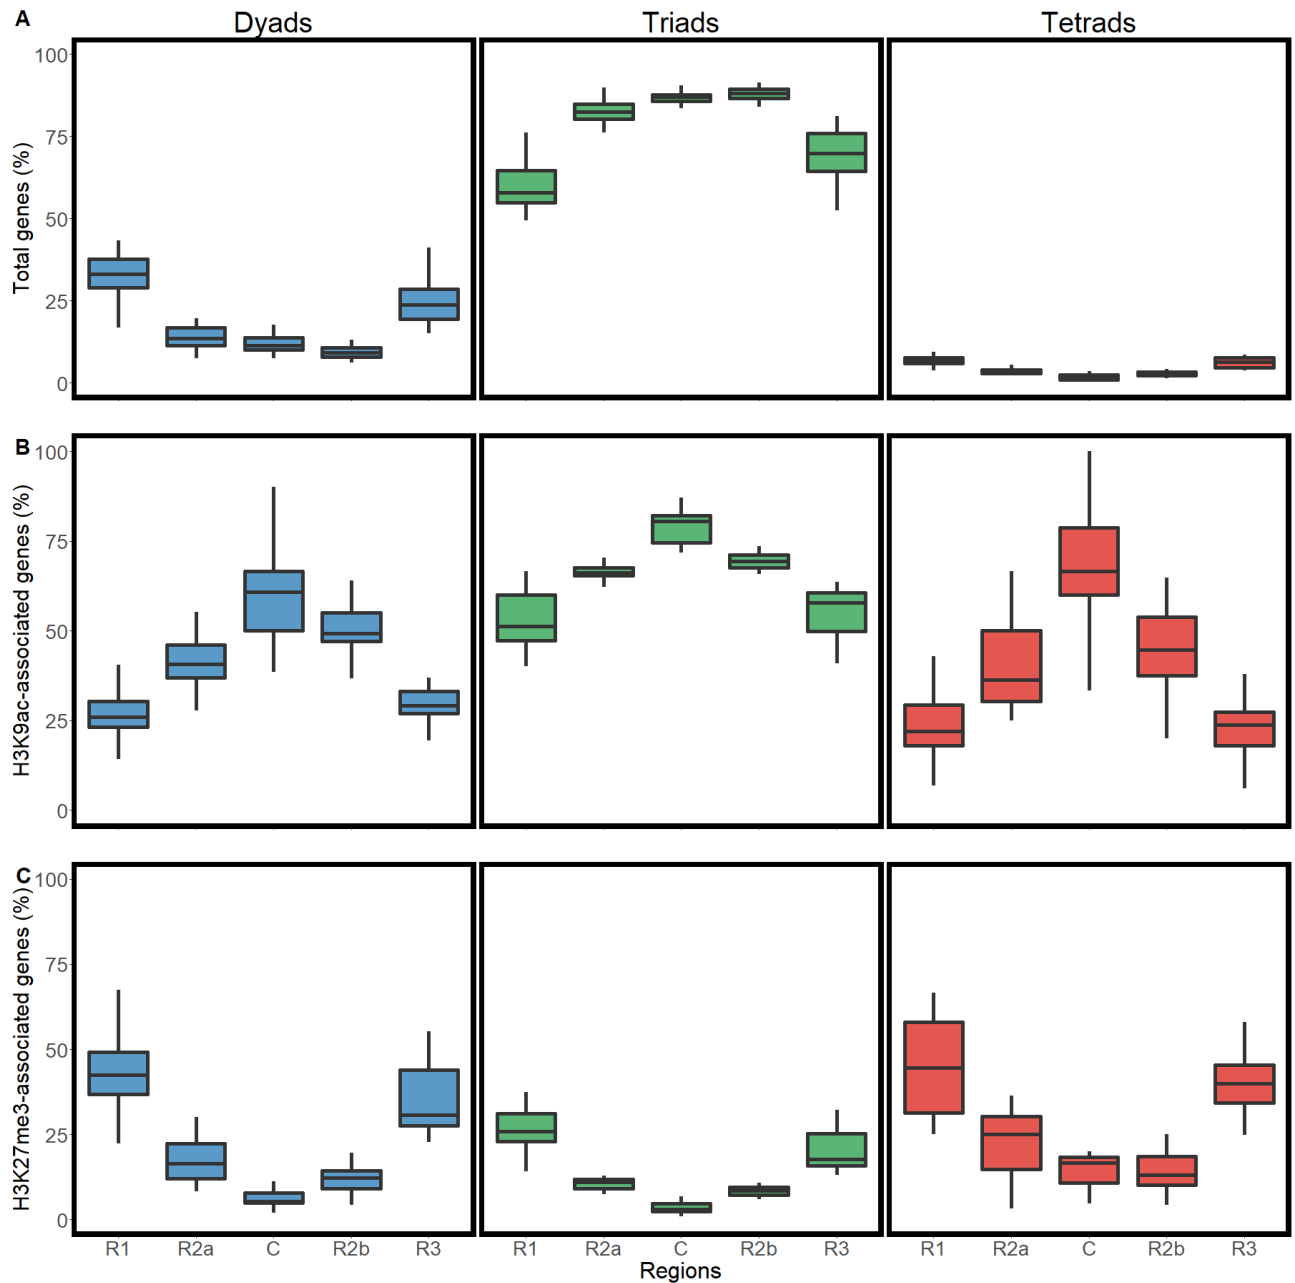 A
Dyads
Triads
Tetrads
Total genes (%)
100
75
50
25
0
B
H3K9ac-associated genes (%)
100
75
50
25
0
C
H3K27me3-associated genes (%)
100
75
50
25
0
R1 R2a C R2b R3
R1 R2a C R2b R3
R1 R2a C R2b R3
Regions